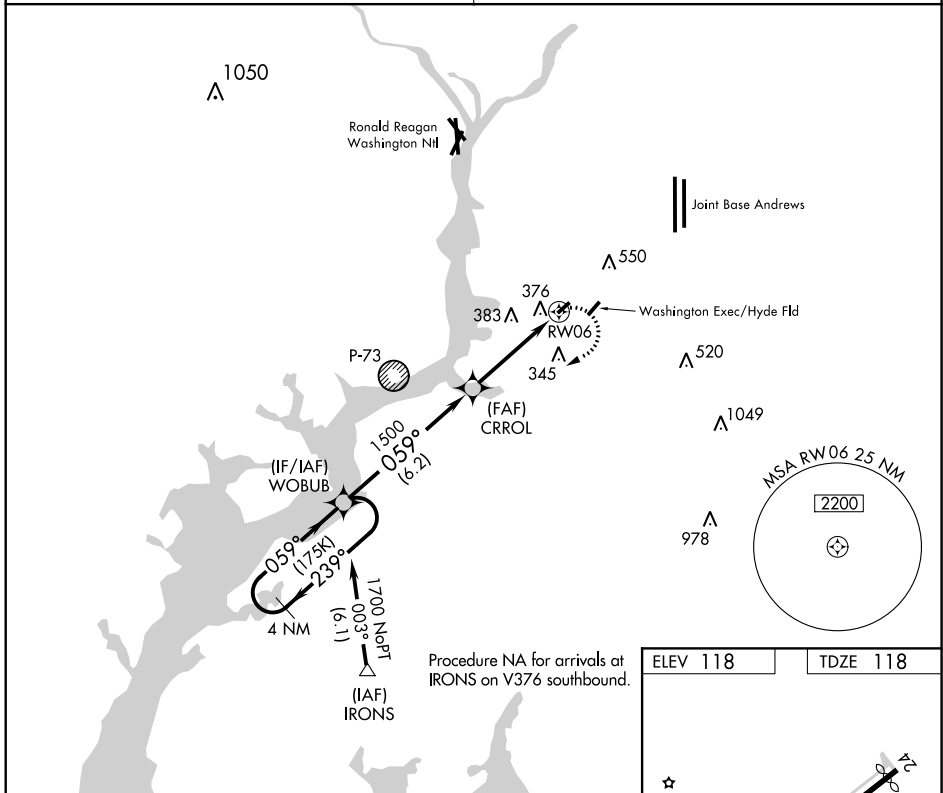 1050
Ronald Reagan
Washington Ntl
Joint Base Andrews
550
376
383
Washington Exec/Hyde Fld
RW06
345
520
P-73
(FAF)
CRROL
1049
1500
059°
(6.2)
(IF/IAF)
WOBUB
MSA RW06 25 NM
2200
978
059°
(175K)
239°
4 NM
1700 NoPT
003°
(6.1)
(IAF)
IRONS
Procedure NA for arrivals at
IRONS on V376 southbound.
ELEV 118
TDZE 118
24